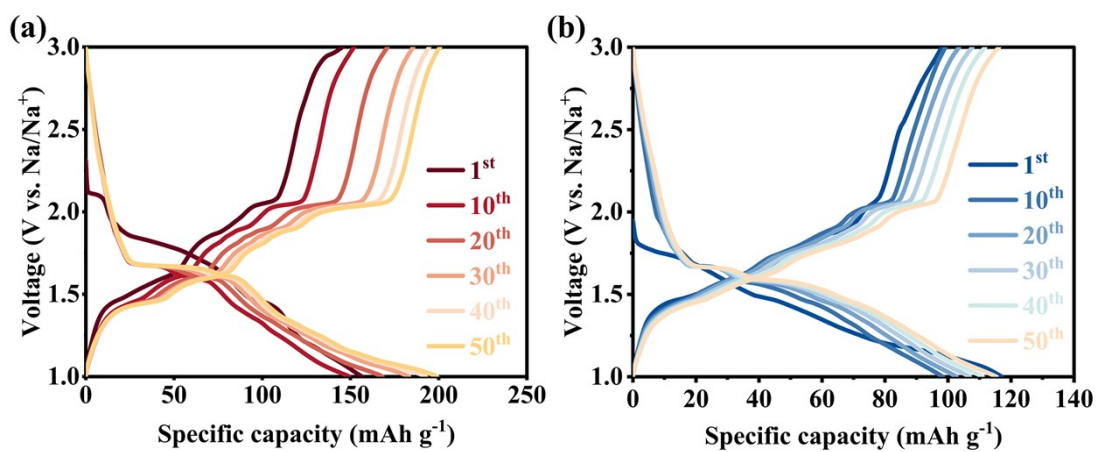 (a)
3.0
2.5
2.0
1.5
1.0
Voltage (V vs. Na/Na⁺)
1ˢᵗ
10ᵗʰ
20ᵗʰ
30ᵗʰ
40ᵗʰ
50ᵗʰ
0 50 100 150 200 250
Specific capacity (mAh g⁻¹)
(b)
3.0
2.5
2.0
1.5
1.0
Voltage (V vs. Na/Na⁺)
1ˢᵗ
10ᵗʰ
20ᵗʰ
30ᵗʰ
40ᵗʰ
50ᵗʰ
0 20 40 60 80 100 120 140
Specific capacity (mAh g⁻¹)